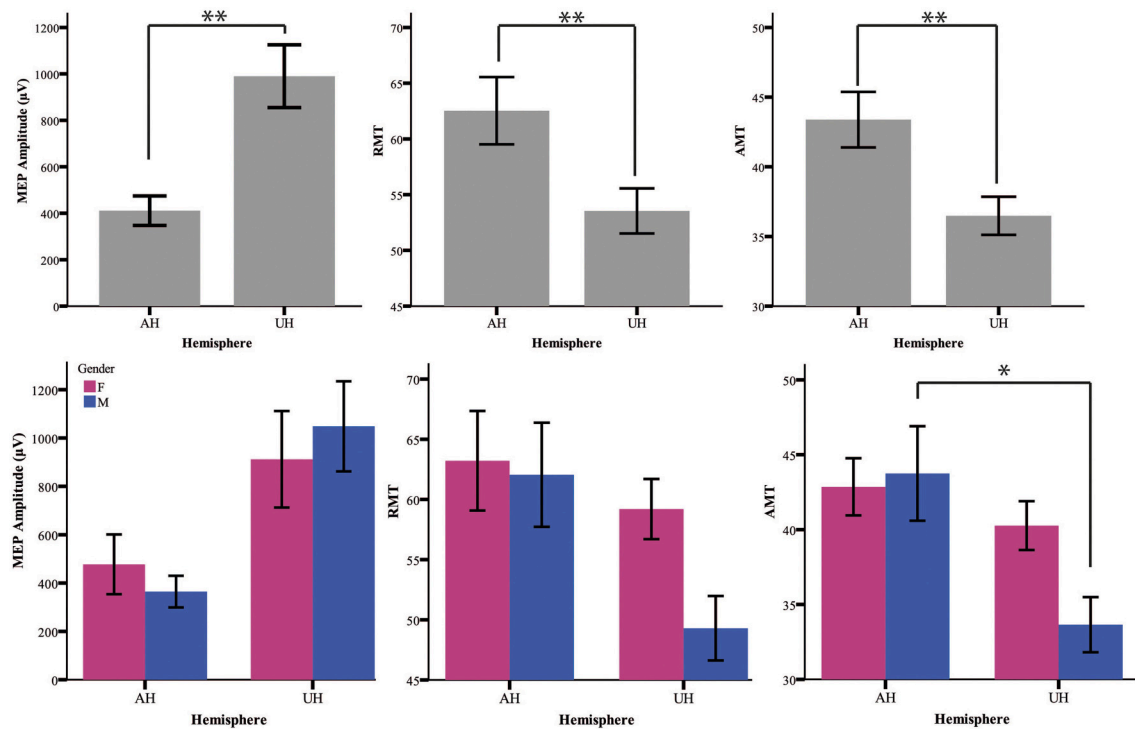 **
MEP Amplitude (µV)
1200
1000
800
600
400
200
0
AH
UH
Hemisphere
**
RMT
70
65
60
55
50
45
AH
UH
Hemisphere
**
AMT
50
45
40
35
30
AH
UH
Hemisphere
Gender
F
M
MEP Amplitude (µV)
1200
1000
800
600
400
200
0
AH
UH
Hemisphere
RMT
70
65
60
55
50
45
AH
UH
Hemisphere
*
AMT
50
45
40
35
30
AH
UH
Hemisphere